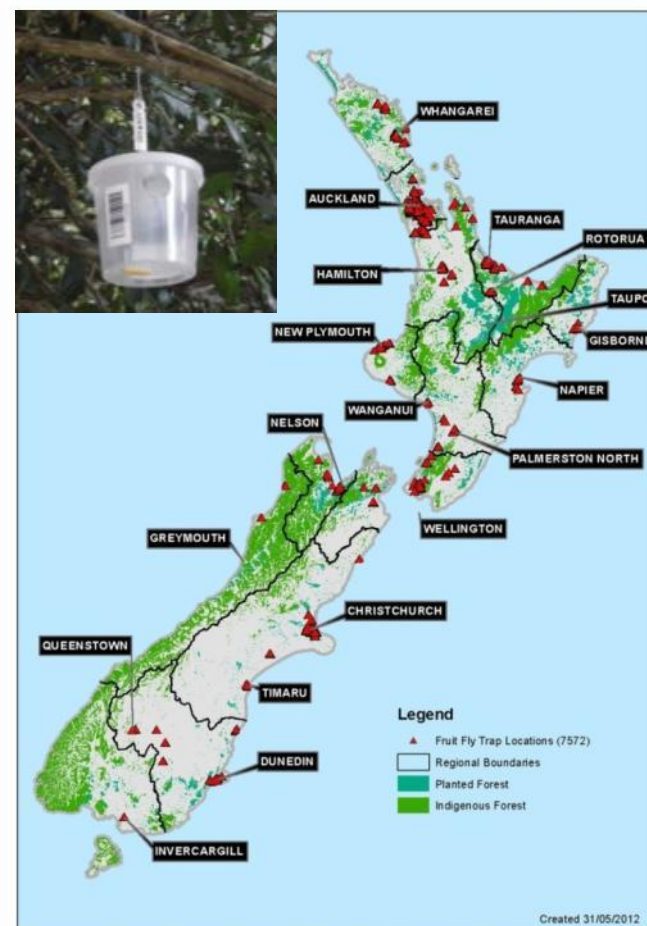 WHANGAREI
AUCKLAND
TAURANGA
ROTORUA
HAMILTON
TAUPO
NEW PLYMOUTH
GISBORNE
NAPIER
WANGANUI
NELSON
PALMERSTON NORTH
WELLINGTON
GREYMOUTH
CHRISTCHURCH
QUEENSTOWN
TIMARU
DUNEDIN
INVERCARGILL
Legend
Fruit Fly Trap Locations (7572)
Regional Boundaries
Planted Forest
Indigenous Forest
Created 31/05/2012